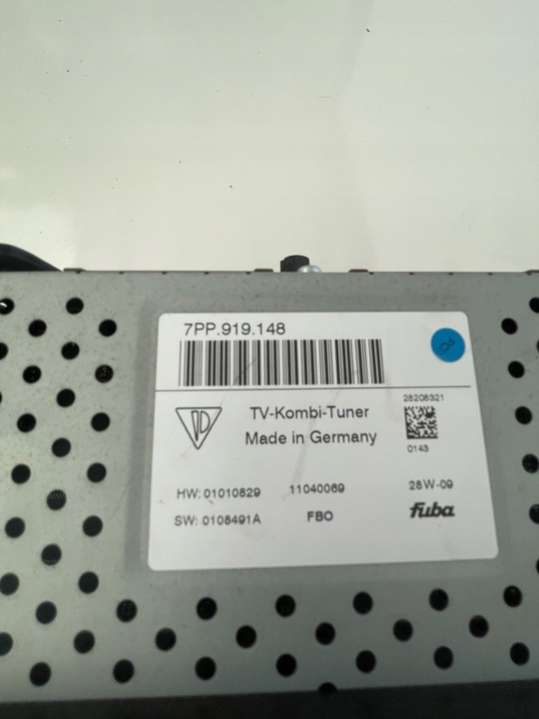 7PP.919.148
TV-Kombi-Tuner
Made in Germany
28208321
0143
HW: 01010829 11040069 28W-09
SW: 0108491A FBO fuba